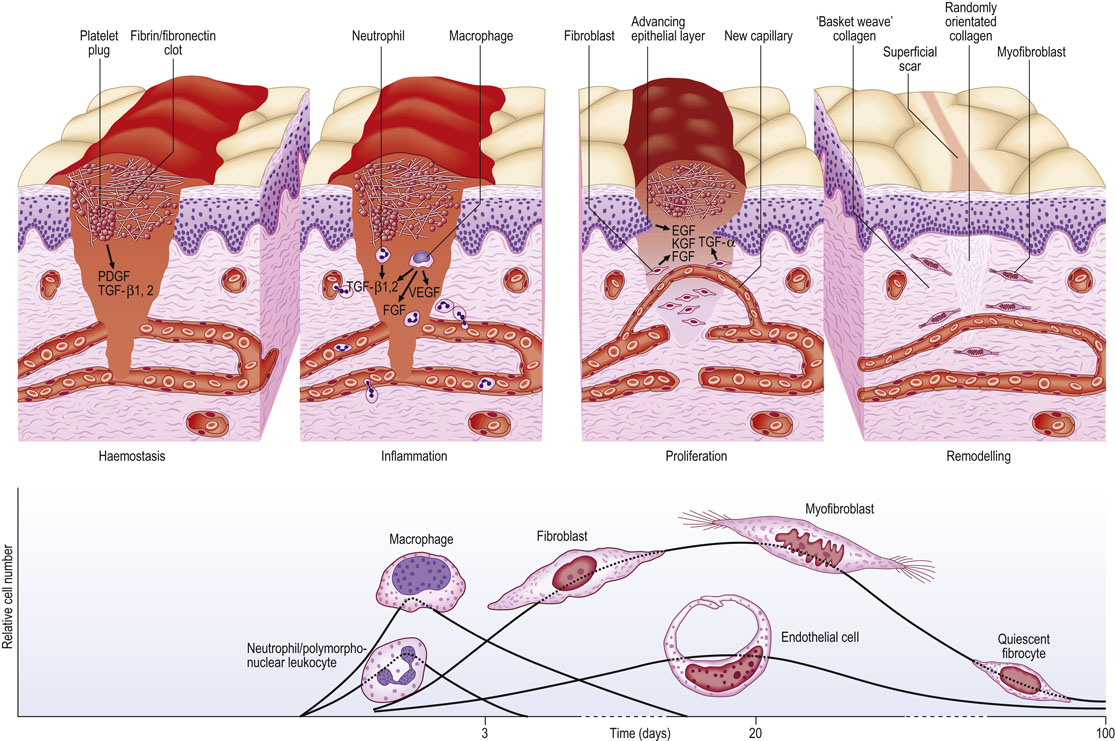 Platelet
plug
Fibrin/fibronectin
clot
Neutrophil
Macrophage
Fibroblast
Advancing
epithelial layer
New capillary
‘Basket weave’
collagen
Superficial
scar
Randomly
orientated
collagen
Myofibroblast
PDGF
TGF-β1, 2
TGF-β1,2
VEGF
FGF
EGF
KGF
FGF
TGF-α
Haemostasis
Inflammation
Proliferation
Remodelling
Relative cell number
Neutrophil/polymorpho-
nuclear leukocyte
Macrophage
Fibroblast
Myofibroblast
Endothelial cell
Quiescent
fibrocyte
3
Time (days)
20
100